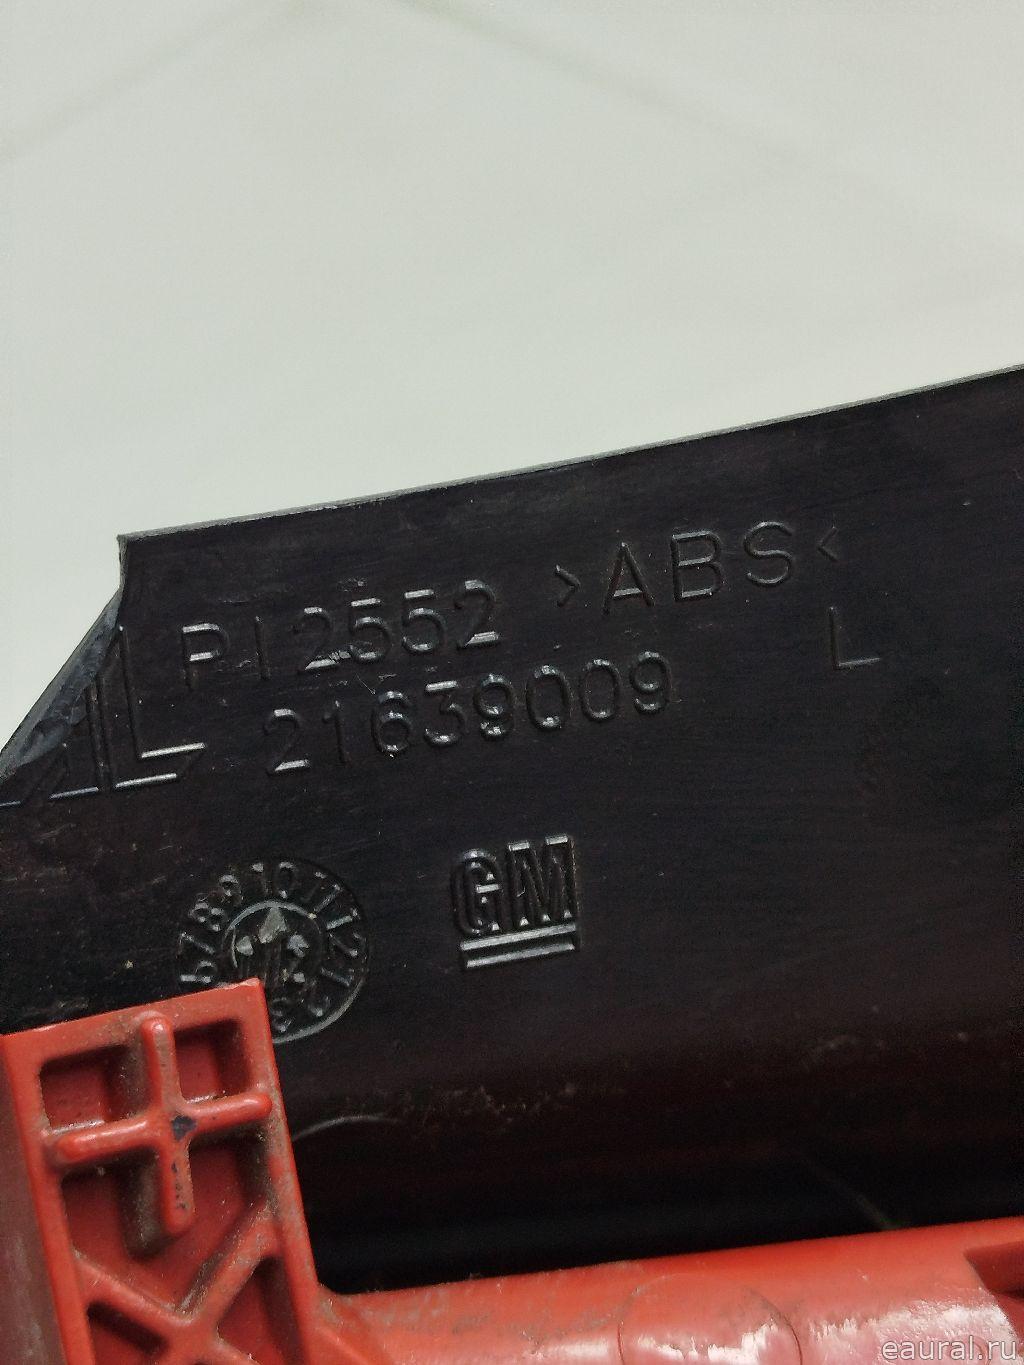 PI2552 >ABS<
21639009 L
GM
eaural.ru